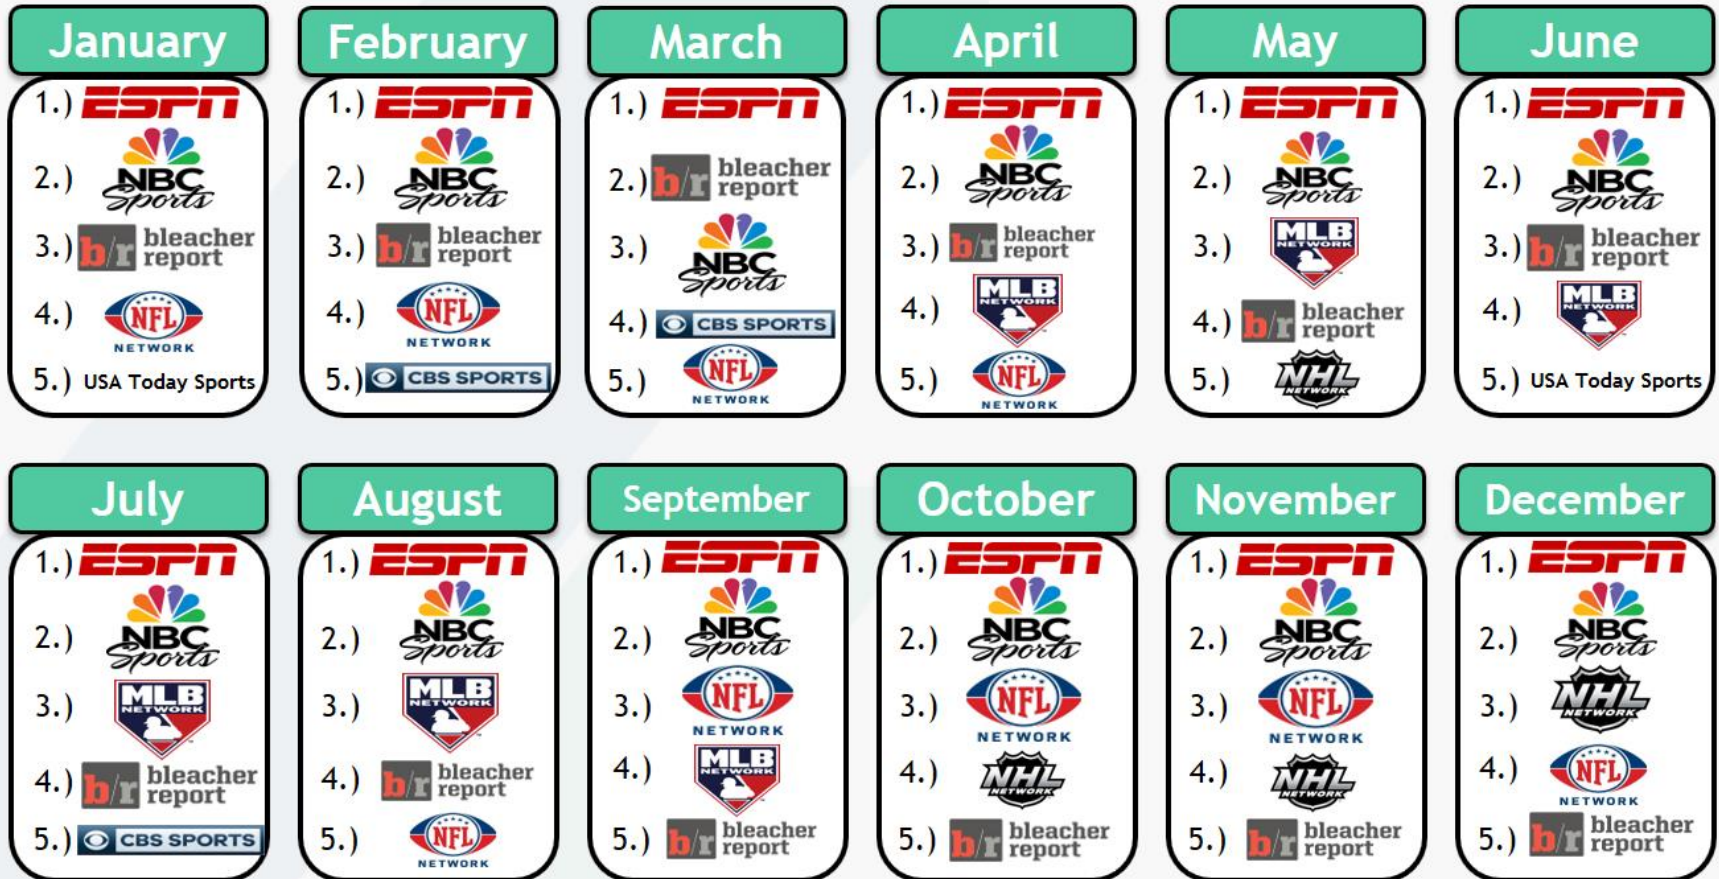 January
1.) ESPN
2.) NBC Sports
3.) b/r bleacher report
4.) NFL NETWORK
5.) USA Today Sports
February
1.) ESPN
2.) NBC Sports
3.) b/r bleacher report
4.) NFL NETWORK
5.) CBS SPORTS
March
1.) ESPN
2.) b/r bleacher report
3.) NBC Sports
4.) CBS SPORTS
5.) NFL NETWORK
April
1.) ESPN
2.) NBC Sports
3.) b/r bleacher report
4.) MLB NETWORK
5.) NFL NETWORK
May
1.) ESPN
2.) NBC Sports
3.) MLB NETWORK
4.) b/r bleacher report
5.) NHL NETWORK
June
1.) ESPN
2.) NBC Sports
3.) b/r bleacher report
4.) MLB NETWORK
5.) USA Today Sports
July
1.) ESPN
2.) NBC Sports
3.) MLB NETWORK
4.) b/r bleacher report
5.) CBS SPORTS
August
1.) ESPN
2.) NBC Sports
3.) MLB NETWORK
4.) b/r bleacher report
5.) NFL NETWORK
September
1.) ESPN
2.) NBC Sports
3.) NFL NETWORK
4.) MLB NETWORK
5.) b/r bleacher report
October
1.) ESPN
2.) NBC Sports
3.) NFL NETWORK
4.) NHL NETWORK
5.) b/r bleacher report
November
1.) ESPN
2.) NBC Sports
3.) NFL NETWORK
4.) NHL NETWORK
5.) b/r bleacher report
December
1.) ESPN
2.) NBC Sports
3.) NHL NETWORK
4.) NFL NETWORK
5.) b/r bleacher report